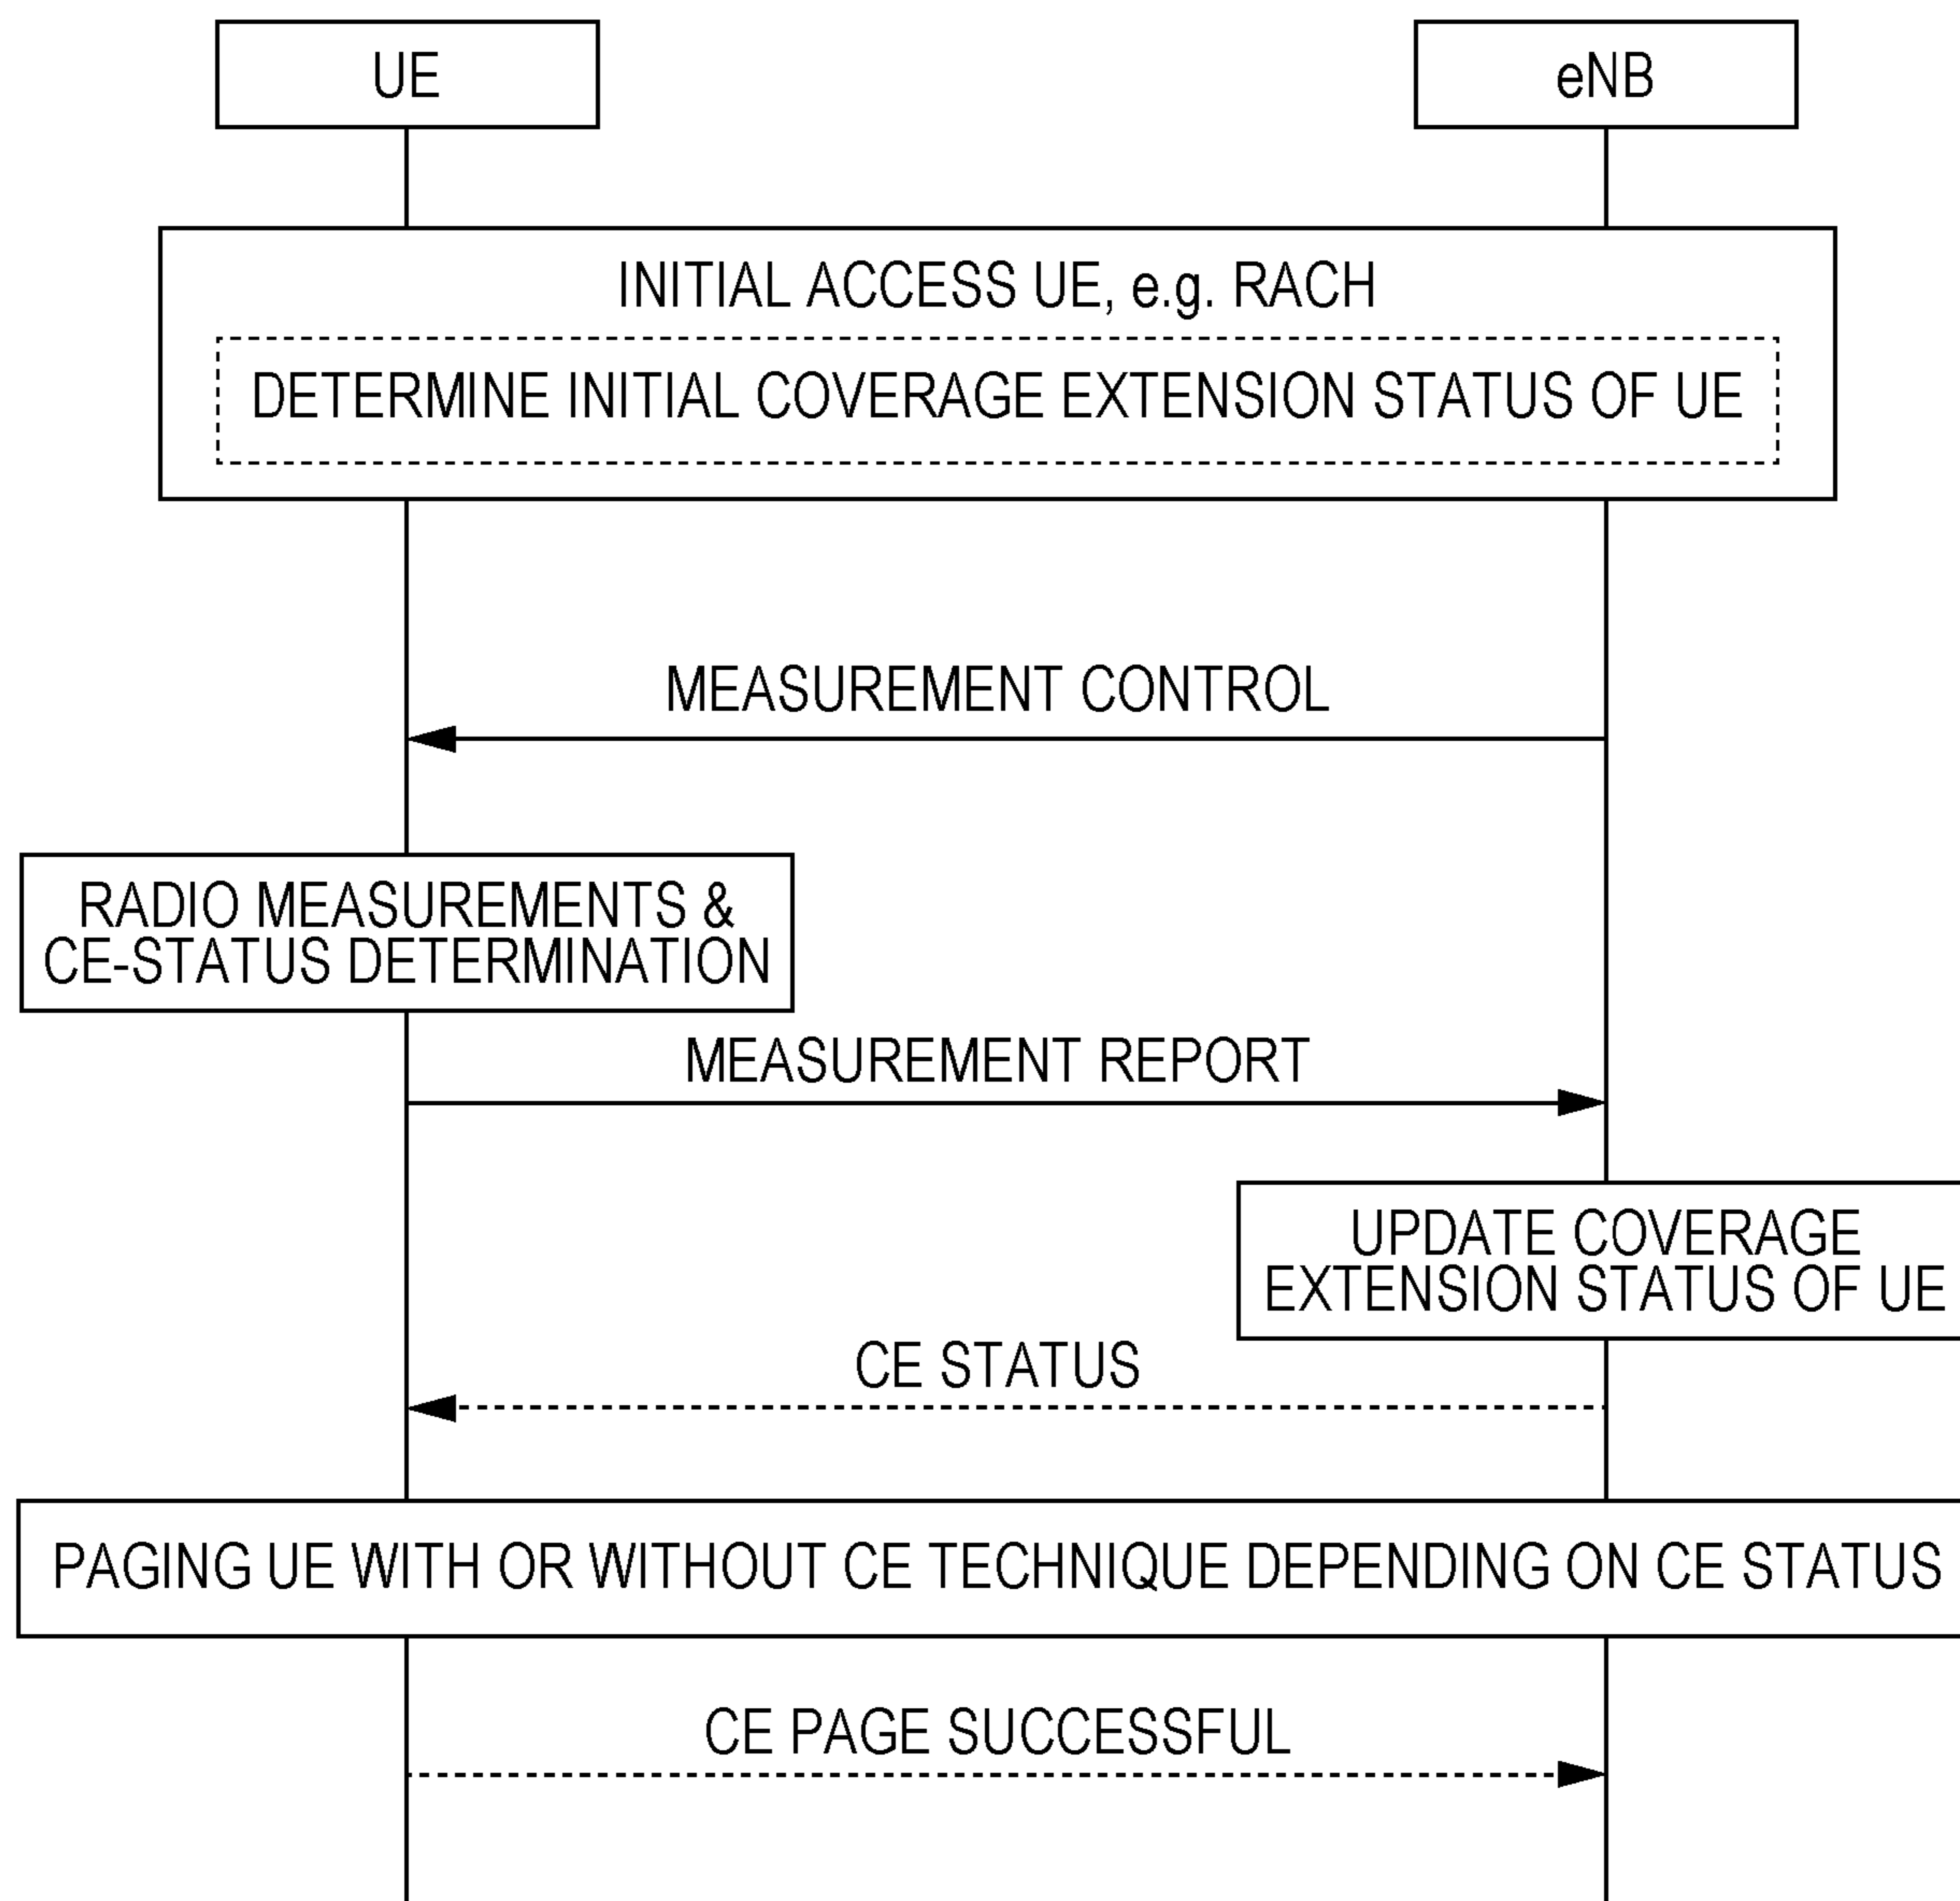 UE
eNB
INITIAL ACCESS UE, e.g. RACH
DETERMINE INITIAL COVERAGE EXTENSION STATUS OF UE
MEASUREMENT CONTROL
RADIO MEASUREMENTS &
CE-STATUS DETERMINATION
MEASUREMENT REPORT
UPDATE COVERAGE
EXTENSION STATUS OF UE
CE STATUS
PAGING UE WITH OR WITHOUT CE TECHNIQUE DEPENDING ON CE STATUS
CE PAGE SUCCESSFUL